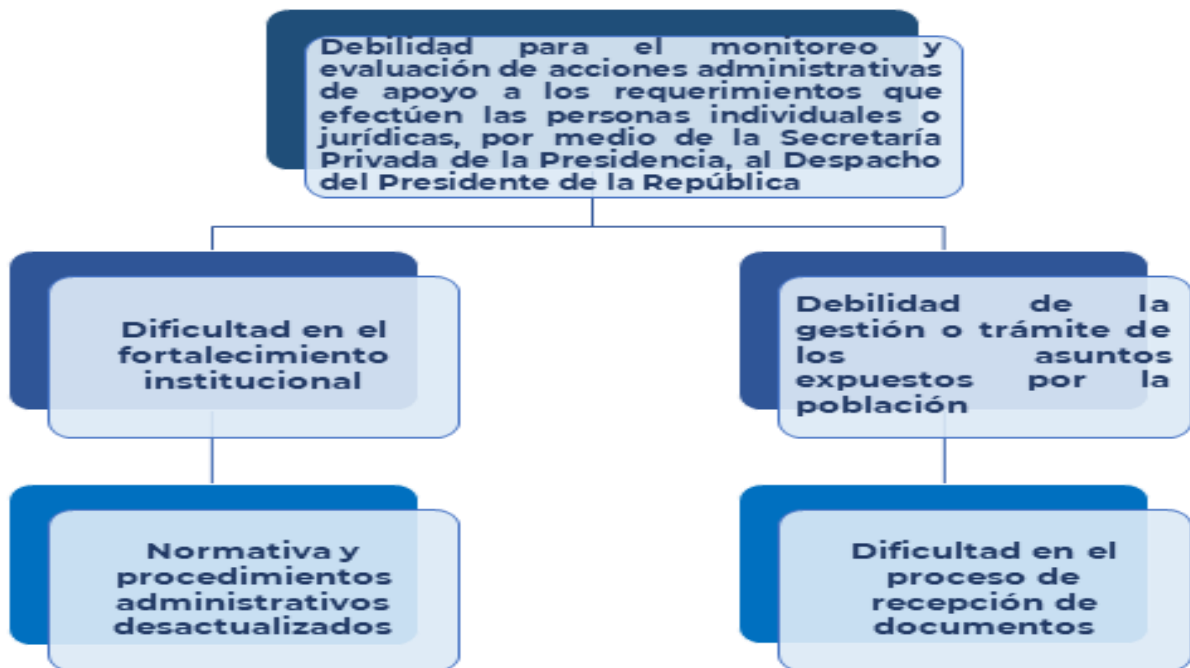 Debilidad para el monitoreo y
evaluación de acciones administrativas
de apoyo a los requerimientos que
efectúen las personas individuales o
jurídicas, por medio de la Secretaría
Privada de la Presidencia, al Despacho
del Presidente de la República
Dificultad en el
fortalecimiento
institucional
Debilidad de la
gestión o trámite de
los asuntos
expuestos por la
población
Normativa y
procedimientos
administrativos
desactualizados
Dificultad en el
proceso de
recepción de
documentos